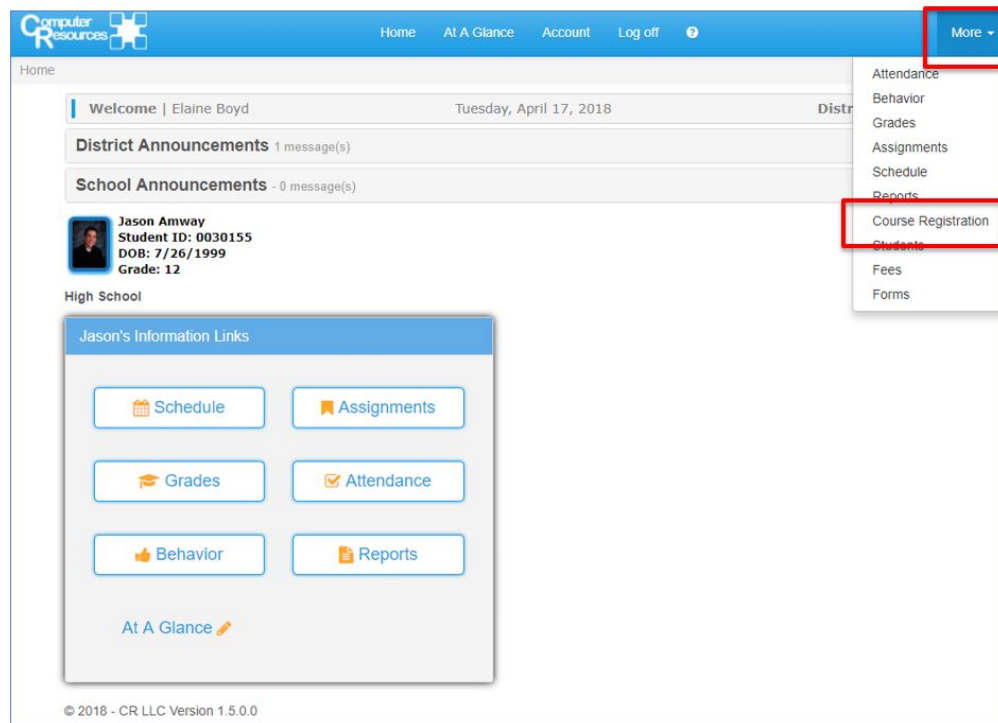 Computer
Resources
Home At A Glance Account Log off ? More
Home
Welcome | Elaine Boyd Tuesday, April 17, 2018 Distr
District Announcements 1 message(s)
School Announcements - 0 message(s)
Attendance
Behavior
Grades
Assignments
Schedule
Reports
Course Registration
Students
Fees
Forms
Jason Amway
Student ID: 0030155
DOB: 7/26/1999
Grade: 12
High School
Jason's Information Links
Schedule Assignments
Grades Attendance
Behavior Reports
At A Glance
© 2018 - CR LLC Version 1.5.0.0